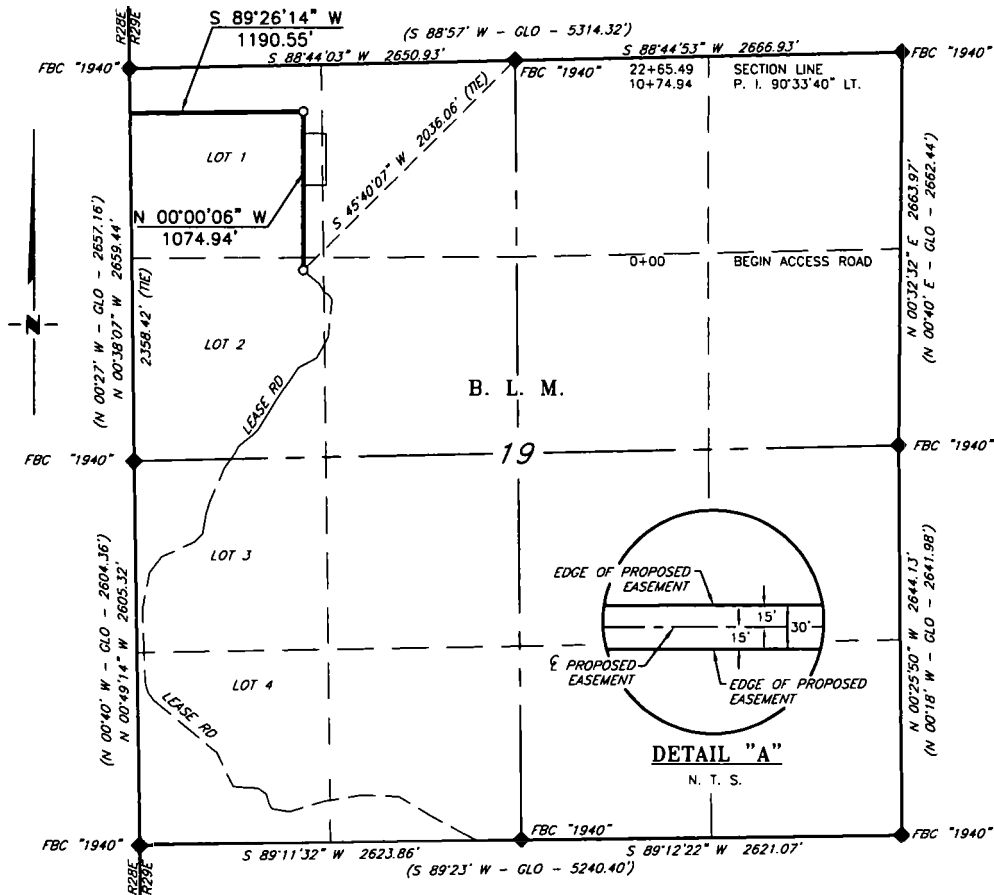 R28E
R29E
S 89°26'14" W
1190.55'
(S 88°57' W - GLO - 5314.32')
FBC "1940"
S 88°44'03" W 2650.93'
FBC "1940"
S 88°44'53" W 2666.93'
FBC "1940"
22+65.49 SECTION LINE
10+74.94 P. I. 90°33'40" LT.
S 45°40'07" W 2036.06' (TIE)
LOT 1
N 00°00'06" W
1074.94'
0+00 BEGIN ACCESS ROAD
(N 00°27' W - GLO - 2657.16')
N 00°38'07" W 2659.44'
2358.42' (TIE)
N 00°32'32" E 2663.97'
(N 00°40' E - GLO - 2662.44')
N
LOT 2
LEASE RD
B. L. M.
FBC "1940"
19
FBC "1940"
LOT 3
(N 00°40' W - GLO - 2604.36')
N 00°49'14" W 2605.32'
EDGE OF PROPOSED
EASEMENT
15'
15'
30'
℄ PROPOSED
EASEMENT
EDGE OF PROPOSED
EASEMENT
N 00°25'50" W 2644.13'
(N 00°18' W - GLO - 2641.98')
LOT 4
LEASE RD
DETAIL "A"
N. T. S.
FBC "1940"
S 89°11'32" W 2623.86'
FBC "1940"
S 89°12'22" W 2621.07'
FBC "1940"
(S 89°23' W - GLO - 5240.40')
R28E
R29E